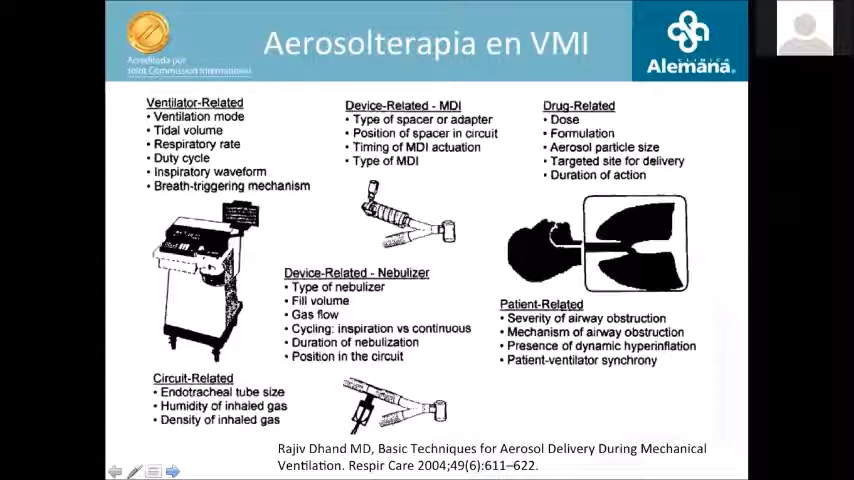 Acreditada por
Joint Commission International
Aerosolterapia en VMI
CLINICA
Alemana.
Ventilator-Related
• Ventilation mode
• Tidal volume
• Respiratory rate
• Duty cycle
• Inspiratory waveform
• Breath-triggering mechanism
Device-Related - MDI
• Type of spacer or adapter
• Position of spacer in circuit
• Timing of MDI actuation
• Type of MDI
Drug-Related
• Dose
• Formulation
• Aerosol particle size
• Targeted site for delivery
• Duration of action
Device-Related - Nebulizer
• Type of nebulizer
• Fill volume
• Gas flow
• Cycling: inspiration vs continuous
• Duration of nebulization
• Position in the circuit
Patient-Related
• Severity of airway obstruction
• Mechanism of airway obstruction
• Presence of dynamic hyperinflation
• Patient-ventilator synchrony
Circuit-Related
• Endotracheal tube size
• Humidity of inhaled gas
• Density of inhaled gas
Rajiv Dhand MD, Basic Techniques for Aerosol Delivery During Mechanical
Ventilation. Respir Care 2004;49(6):611–622.